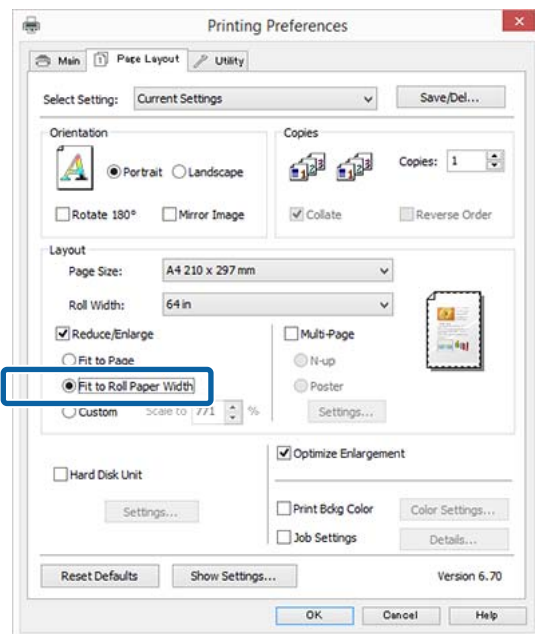 Printing Preferences
Main Page Layout Utility
Select Setting: Current Settings Save/Del...
Orientation Copies
Portrait Landscape Copies: 1
Rotate 180° Mirror Image Collate Reverse Order
Layout
Page Size: A4 210 x 297 mm
Roll Width: 64 in
Reduce/Enlarge Multi-Page
Fit to Page N-up
Fit to Roll Paper Width Poster
Custom Scale to 771 % Settings...
Optimize Enlargement
Hard Disk Unit
Settings... Print Bckg Color Color Settings...
Job Settings Details...
Reset Defaults Show Settings... Version 6.70
OK Cancel Help